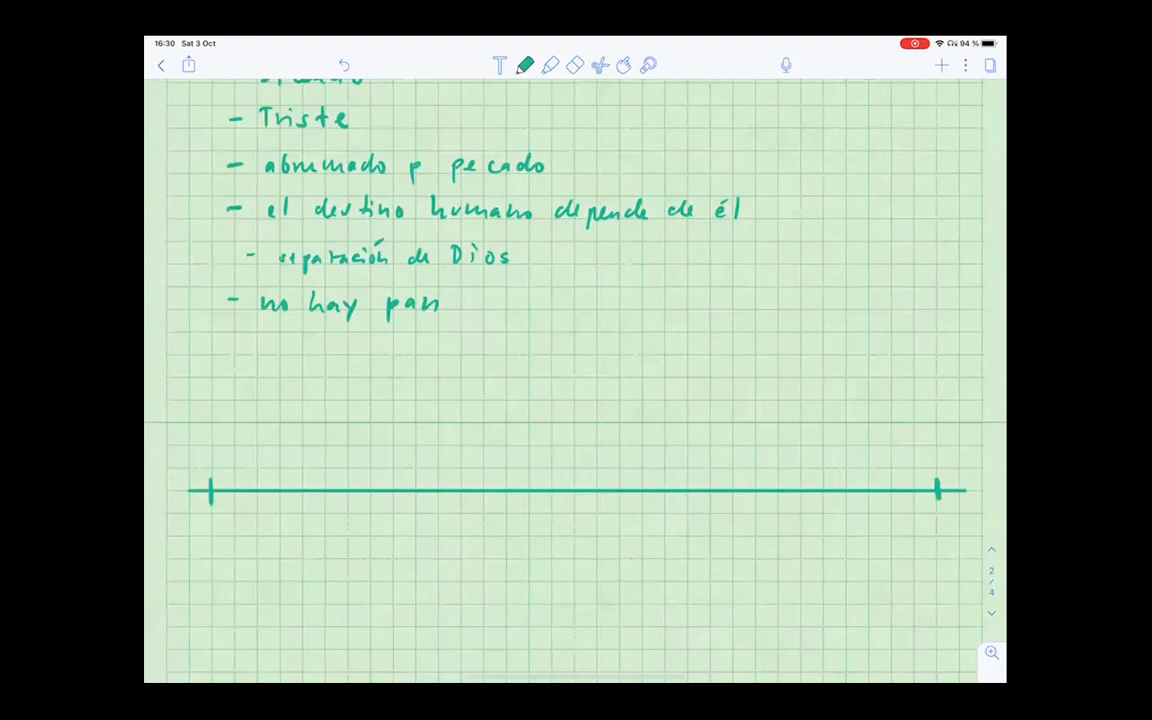 16:30 Sat 3 Oct 94 %
T
- Triste
- abrumado p pecado
- el destino humano depende de él
- separación de Dios
- no hay pan
2
/
4